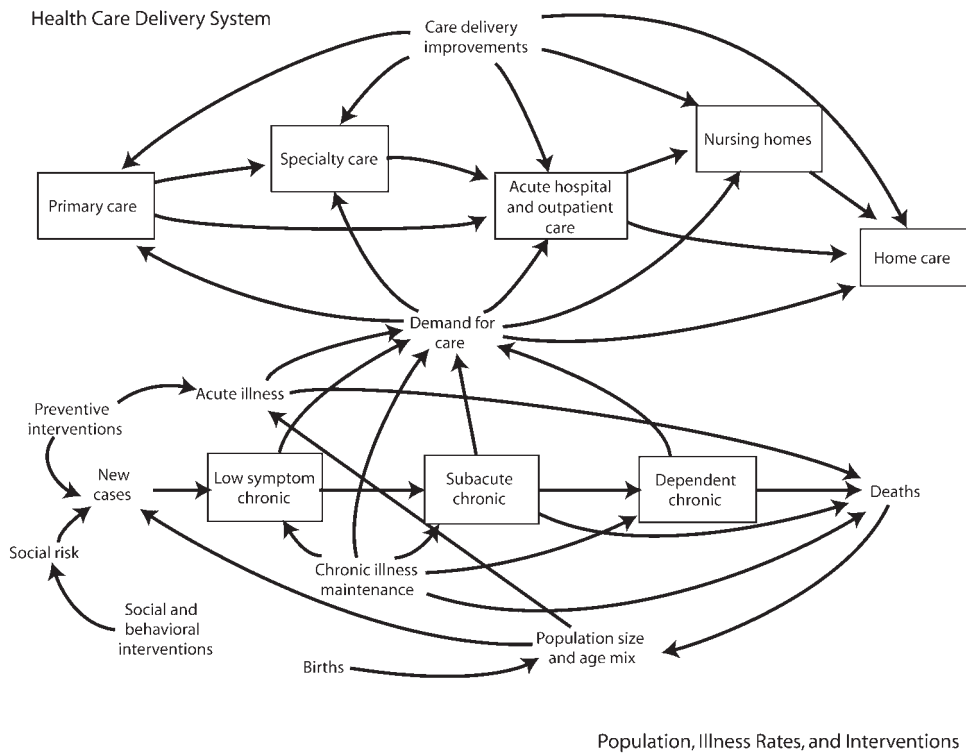 Health Care Delivery System
Care delivery
improvements
Specialty care
Nursing homes
Primary care
Acute hospital
and outpatient
care
Home care
Demand for
care
Acute illness
Preventive
interventions
New
cases
Low symptom
chronic
Subacute
chronic
Dependent
chronic
Deaths
Social risk
Chronic illness
maintenance
Social and
behavioral
interventions
Population size
and age mix
Births
Population, Illness Rates, and Interventions